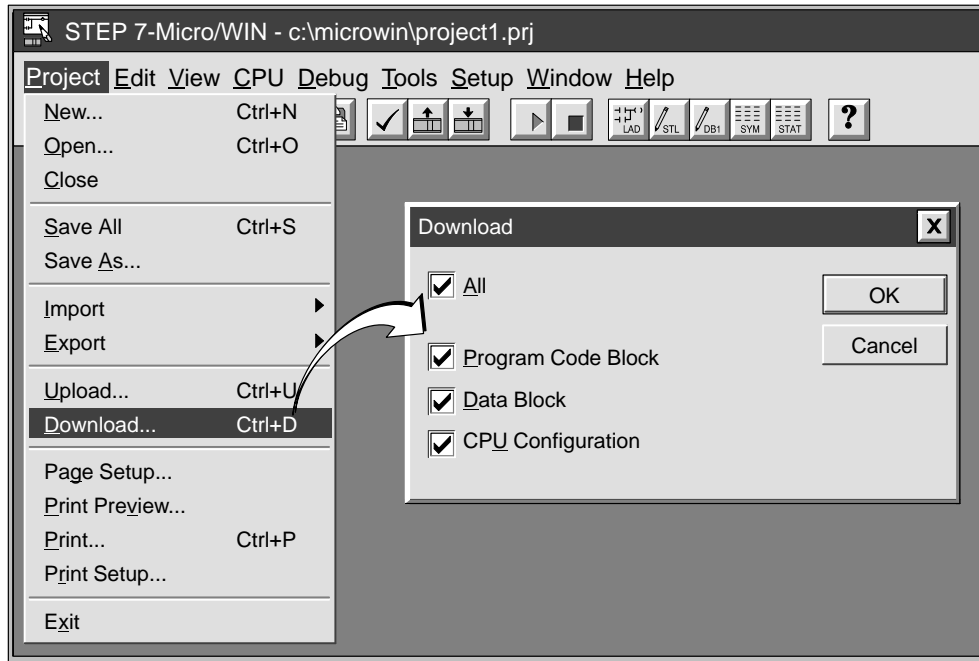 STEP 7-Micro/WIN - c:\microwin\project1.prj
Project Edit View CPU Debug Tools Setup Window Help
LAD STL DB1 SYM STAT ?
New... Ctrl+N
Open... Ctrl+O
Close
Save All Ctrl+S
Save As...
Import
Export
Upload... Ctrl+U
Download... Ctrl+D
Page Setup...
Print Preview...
Print... Ctrl+P
Print Setup...
Exit
Download X
All
Program Code Block
Data Block
CPU Configuration
OK
Cancel